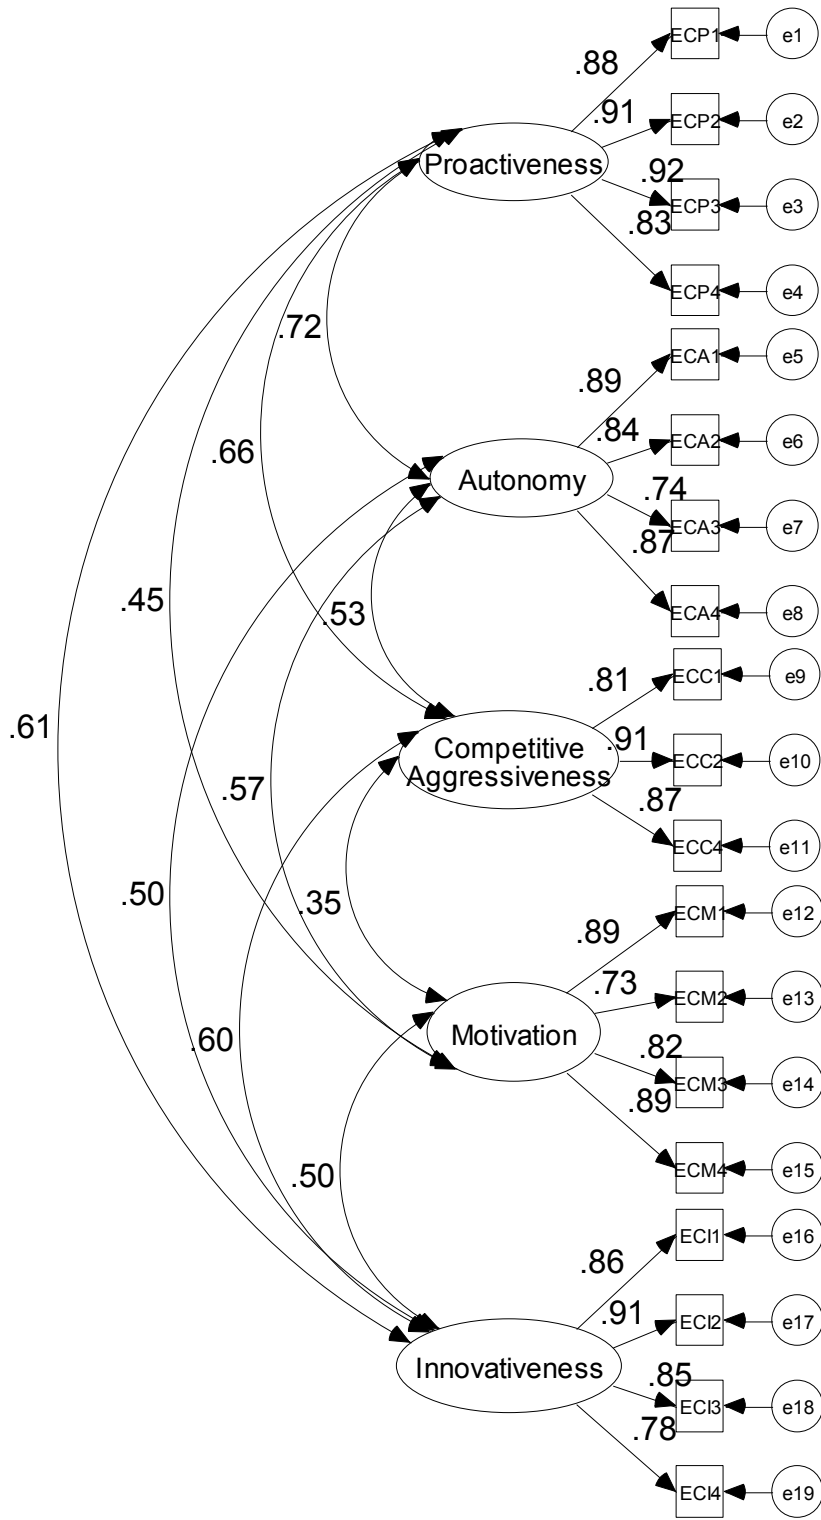 ECP1
e1
.88
ECP2
e2
.91
Proactiveness
.92
ECP3
e3
.83
ECP4
e4
.72
ECA1
e5
.89
ECA2
e6
.84
.66
Autonomy
.74
ECA3
e7
.87
.45
.53
ECA4
e8
ECC1
e9
.81
.61
Competitive
Aggressiveness
.91
ECC2
e10
.57
.87
ECC4
e11
.50
.35
ECM1
e12
.89
.73
ECM2
e13
.60
Motivation
.82
ECM3
e14
.89
.50
ECM4
e15
ECI1
e16
.86
.91
ECI2
e17
Innovativeness
.85
ECI3
e18
.78
ECI4
e19